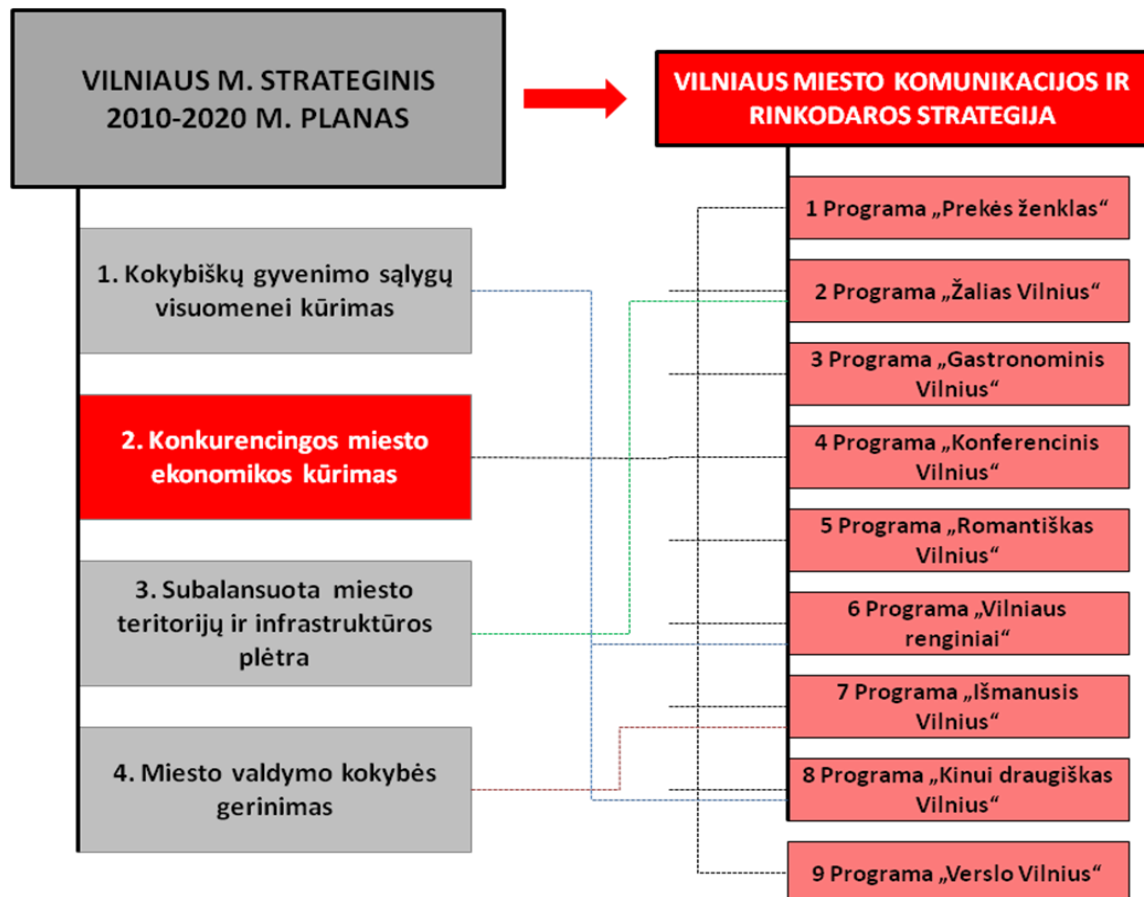 VILNIAUS M. STRATEGINIS
2010-2020 M. PLANAS
1. Kokybiškų gyvenimo sąlygų
visuomenei kūrimas
2. Konkurencingos miesto
ekonomikos kūrimas
3. Subalansuota miesto
teritorijų ir infrastruktūros
plėtra
4. Miesto valdymo kokybės
gerinimas
VILNIAUS MIESTO KOMUNIKACIJOS IR
RINKODAROS STRATEGIJA
1 Programa „Prekės ženklas“
2 Programa „Žalias Vilnius“
3 Programa „Gastronominis
Vilnius“
4 Programa „Konferencinis
Vilnius“
5 Programa „Romantiškas
Vilnius“
6 Programa „Vilniaus
renginiai“
7 Programa „Išmanusis
Vilnius“
8 Programa „Kinui draugiškas
Vilnius“
9 Programa „Verslo Vilnius“